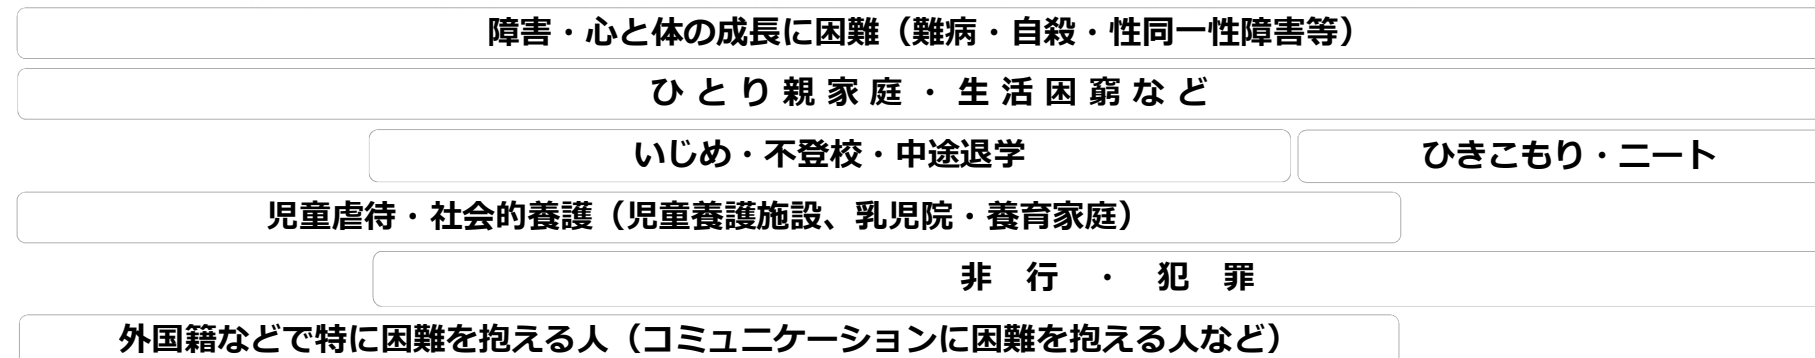 障害・心と体の成長に困難（難病・自殺・性同一性障害等）
ひとり親家庭・生活困窮など
いじめ・不登校・中途退学
ひきこもり・ニート
児童虐待・社会的養護（児童養護施設、乳児院・養育家庭）
非行・犯罪
外国籍などで特に困難を抱える人（コミュニケーションに困難を抱える人など）